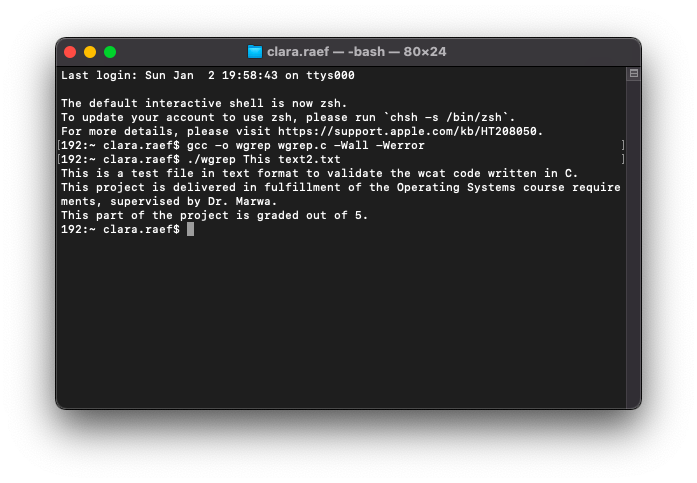 clara.raef — -bash — 80×24
Last login: Sun Jan  2 19:58:43 on ttys000
The default interactive shell is now zsh.
To update your account to use zsh, please run `chsh -s /bin/zsh`.
For more details, please visit https://support.apple.com/kb/HT208050.
[192:~ clara.raef$ gcc -o wgrep wgrep.c -Wall -Werror ]
[192:~ clara.raef$ ./wgrep This text2.txt ]
This is a test file in text format to validate the wcat code written in C.
This project is delivered in fulfillment of the Operating Systems course require
ments, supervised by Dr. Marwa.
This part of the project is graded out of 5.
192:~ clara.raef$